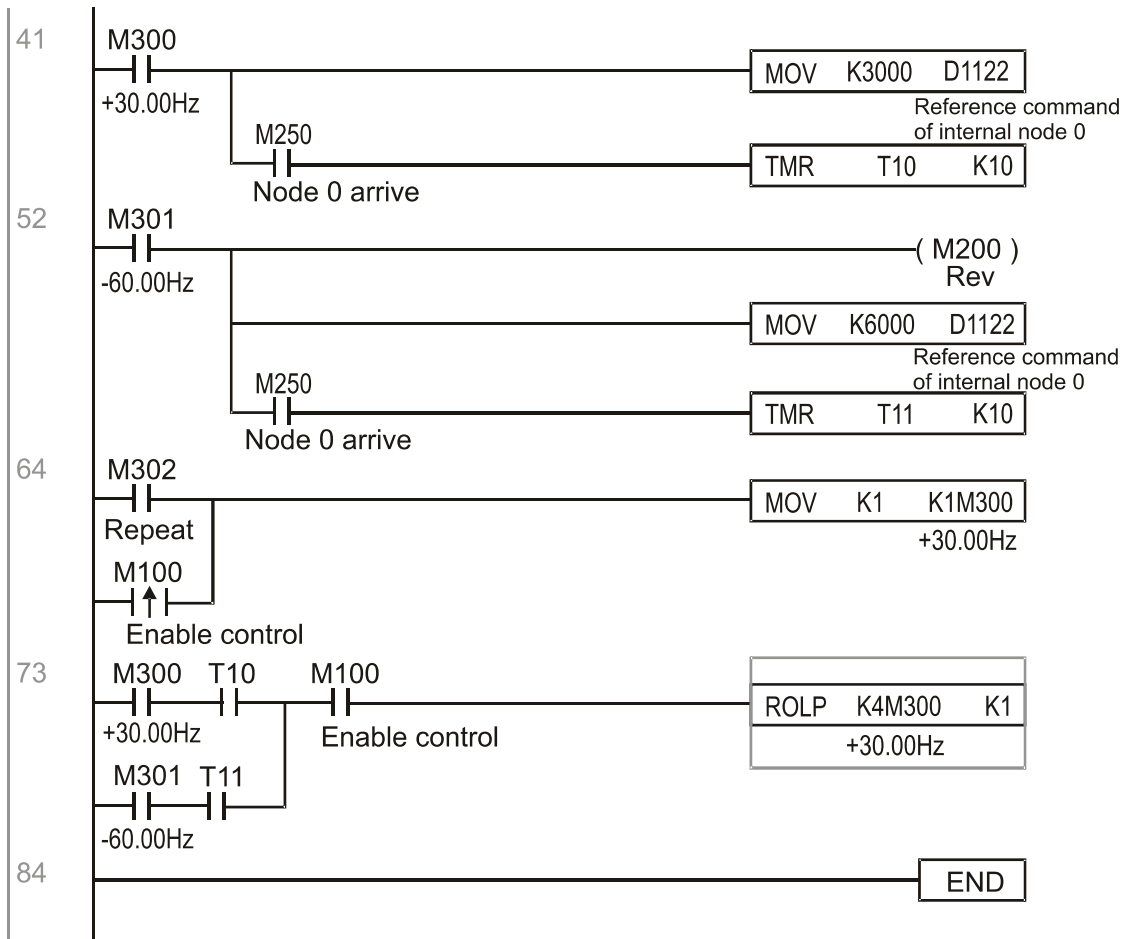 41
M300
+30.00Hz
MOV K3000 D1122
Reference command
of internal node 0
M250
Node 0 arrive
TMR T10 K10
52
M301
-60.00Hz
( M200 )
Rev
MOV K6000 D1122
Reference command
of internal node 0
M250
Node 0 arrive
TMR T11 K10
64
M302
Repeat
MOV K1 K1M300
+30.00Hz
M100
Enable control
73
M300 T10 M100
+30.00Hz
Enable control
ROLP K4M300 K1
+30.00Hz
M301 T11
-60.00Hz
84
END